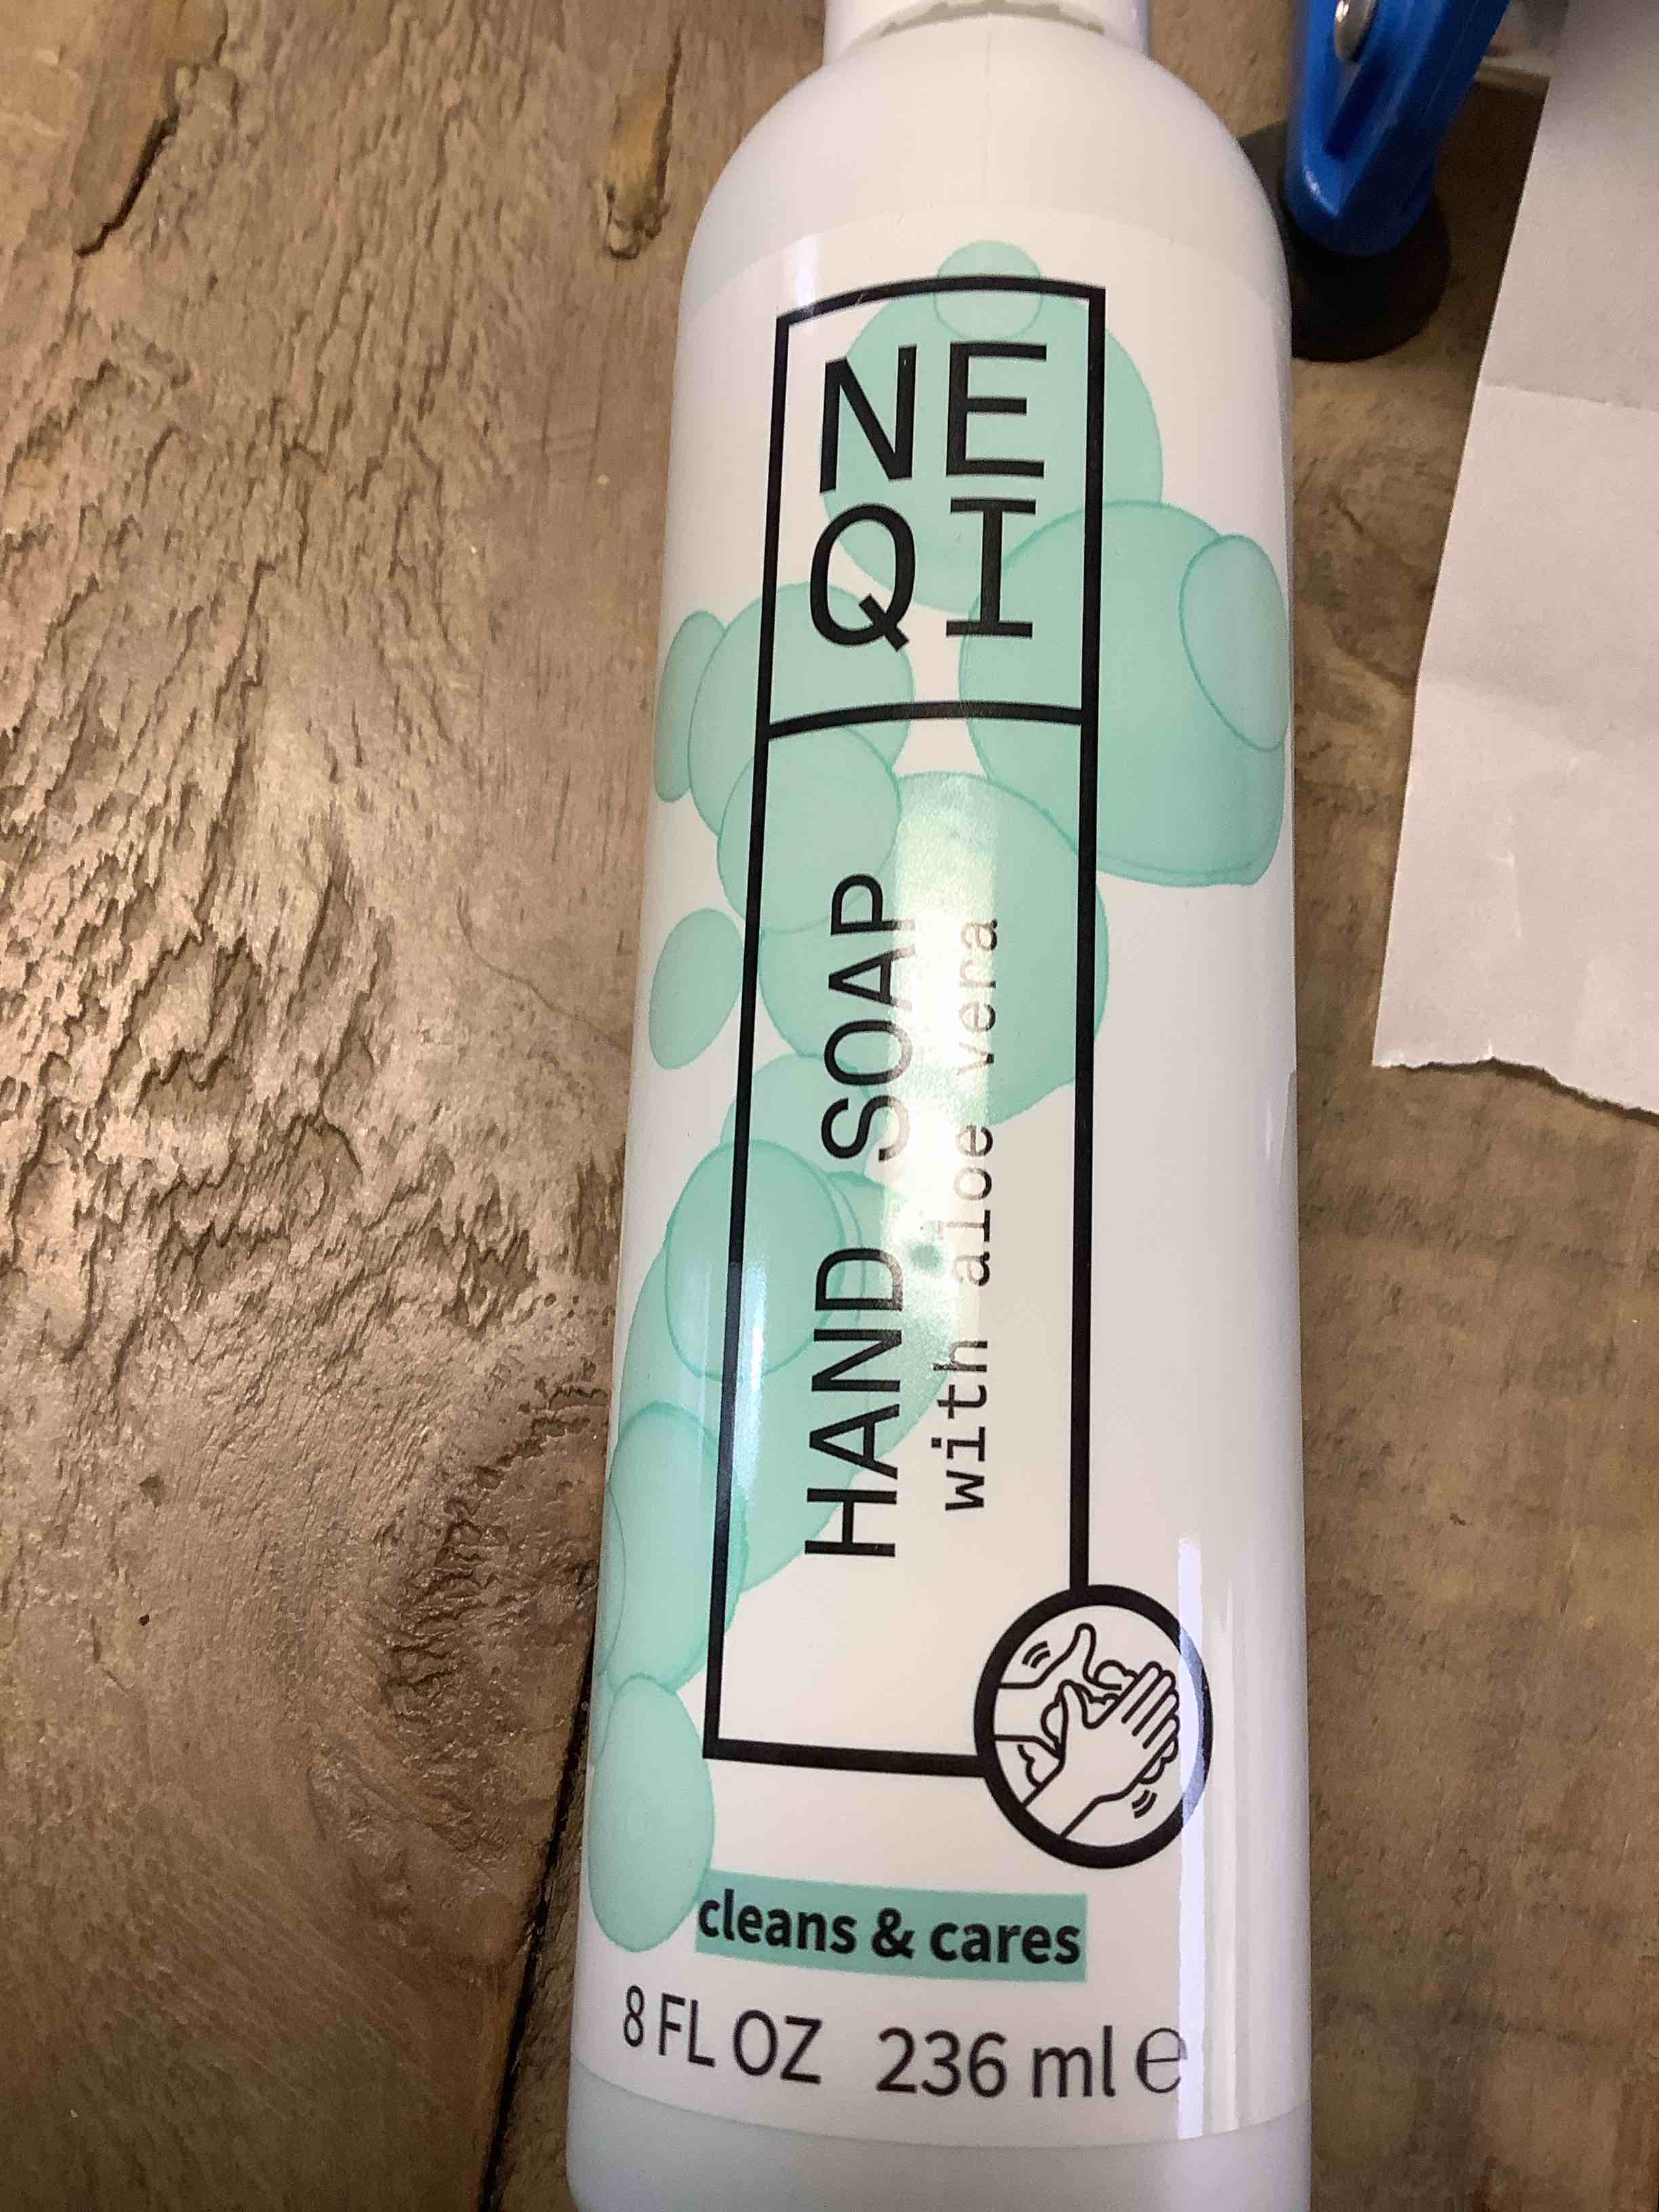 NE
QI
HAND SOAP
with aloe vera
cleans & cares
8 FL OZ 236 ml ℮